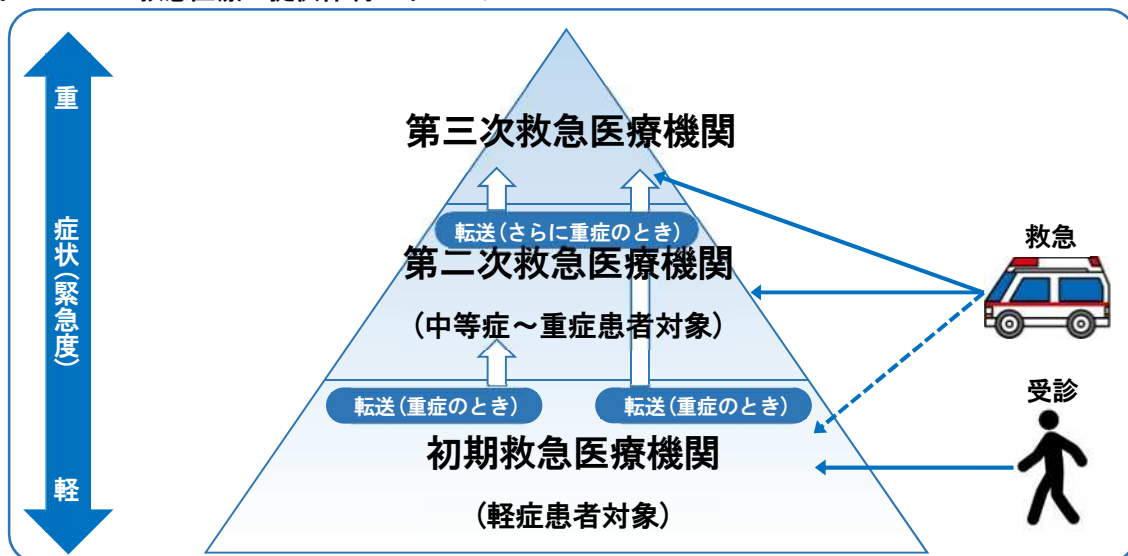 重
症状(緊急度)
軽
第三次救急医療機関
転送(さらに重症のとき)
第二次救急医療機関
(中等症～重症患者対象)
転送(重症のとき)
転送(重症のとき)
初期救急医療機関
(軽症患者対象)
救急
受診